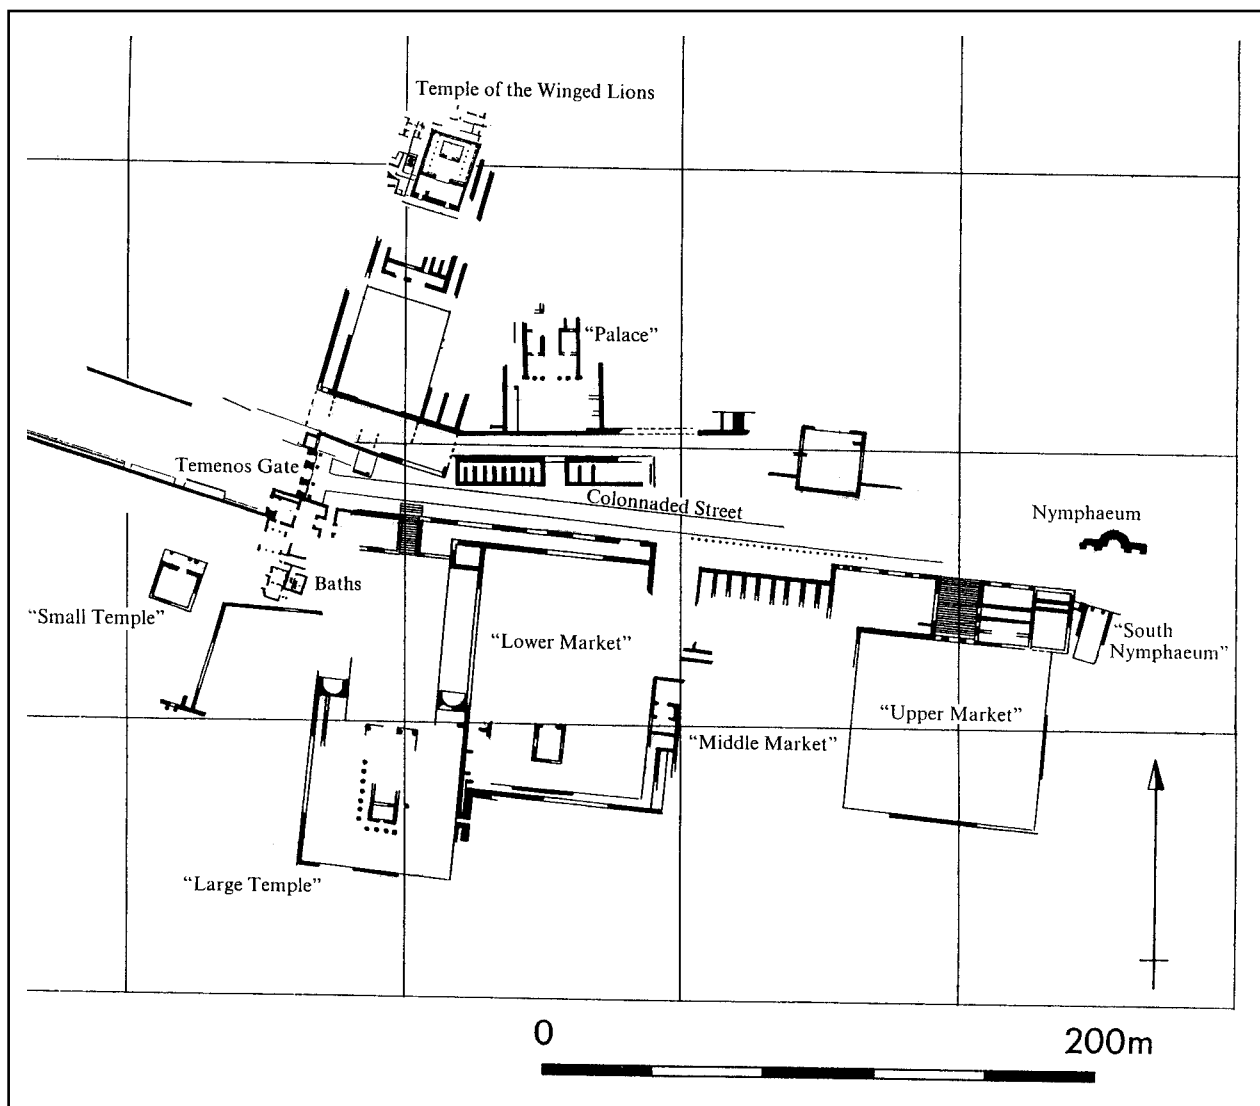 Temple of the Winged Lions
“Palace”
Temenos Gate
Colonnaded Street
Nymphaeum
Baths
“Small Temple”
“Lower Market”
“South
Nymphaeum”
“Upper Market”
“Middle Market”
“Large Temple”
0
200m